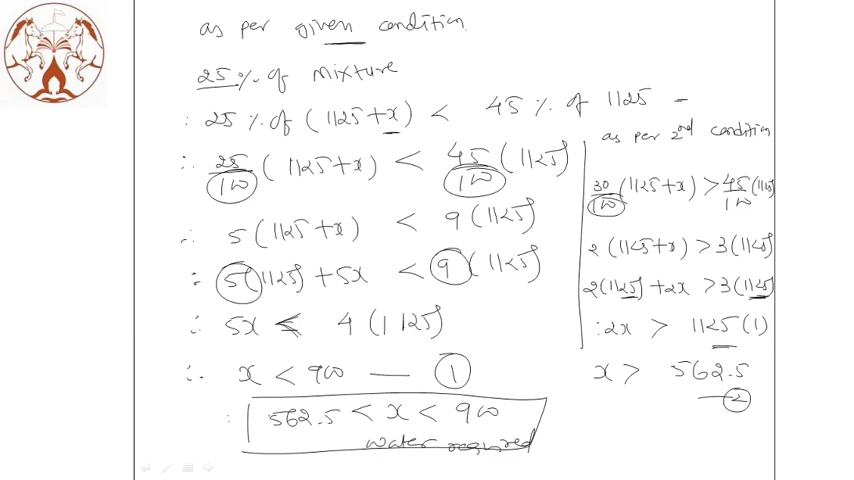 as per given condition
25 % of mixture
∴ 25 % of (1125+x) < 45 % of 1125 -
∴ 25/100 (1125+x) < 45/100 (1125)
∴ 5 (1125+x) < 9 (1125)
∴ 5(1125) + 5x < 9 (1125)
∴ 5x < 4 (1125)
∴ x < 900 — 1
∴ 562.5 < x < 900
water required
as per 2nd condition
30/100 (1125+x) > 45/100 (1125)
2 (1125+x) > 3(1125)
2(1125) + 2x > 3(1125)
∴ 2x > 1125(1)
x > 562.5
— 2